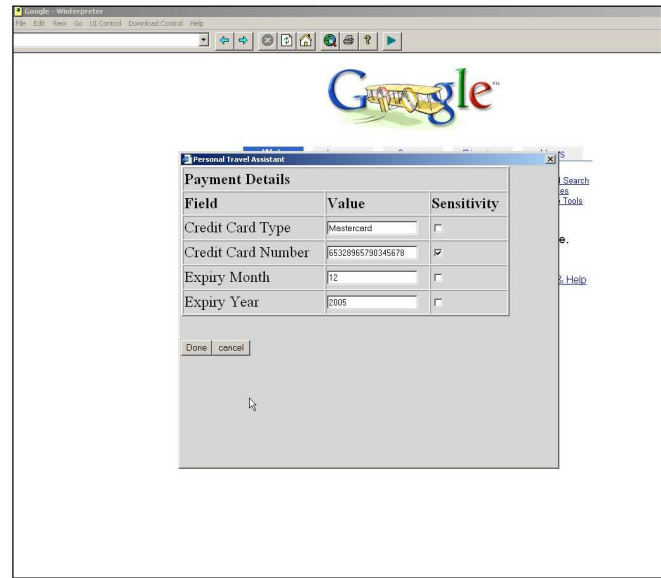 Google - Winterpreter
File Edit View Go UI Control Download Control Help
Google™
Personal Travel Assistant
Payment Details
Field Value Sensitivity
Credit Card Type Mastercard
Credit Card Number 65328965790345678
Expiry Month 12
Expiry Year 2005
Done cancel
Search
Tools
& Help